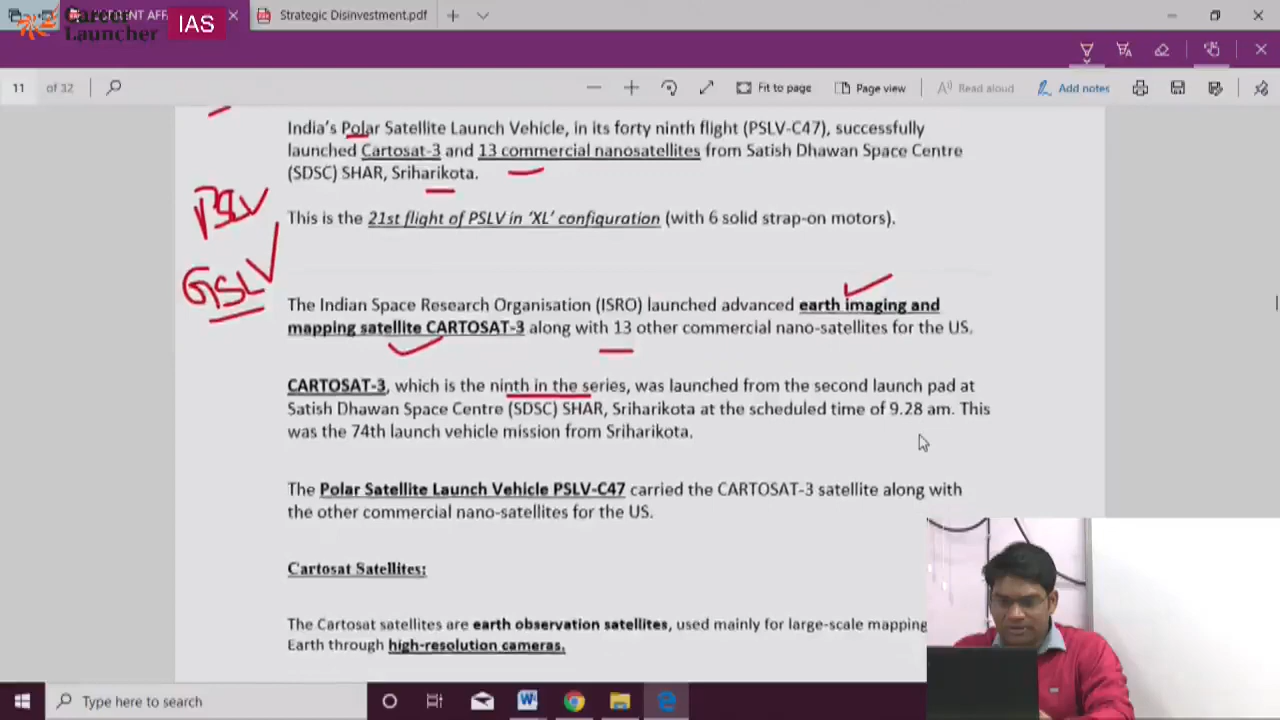 Career
Launcher
IAS
CURRENT AFF
Strategic Disinvestment.pdf
11
of 32
Fit to page
Page view
Read aloud
Add notes
India's Polar Satellite Launch Vehicle, in its forty ninth flight (PSLV-C47), successfully
launched Cartosat-3 and 13 commercial nanosatellites from Satish Dhawan Space Centre
(SDSC) SHAR, Sriharikota.
PSLV
This is the 21st flight of PSLV in 'XL' configuration (with 6 solid strap-on motors).
GSLV
The Indian Space Research Organisation (ISRO) launched advanced earth imaging and
mapping satellite CARTOSAT-3 along with 13 other commercial nano-satellites for the US.
CARTOSAT-3, which is the ninth in the series, was launched from the second launch pad at
Satish Dhawan Space Centre (SDSC) SHAR, Sriharikota at the scheduled time of 9.28 am. This
was the 74th launch vehicle mission from Sriharikota.
The Polar Satellite Launch Vehicle PSLV-C47 carried the CARTOSAT-3 satellite along with
the other commercial nano-satellites for the US.
Cartosat Satellites:
The Cartosat satellites are earth observation satellites, used mainly for large-scale mapping
Earth through high-resolution cameras.
Type here to search